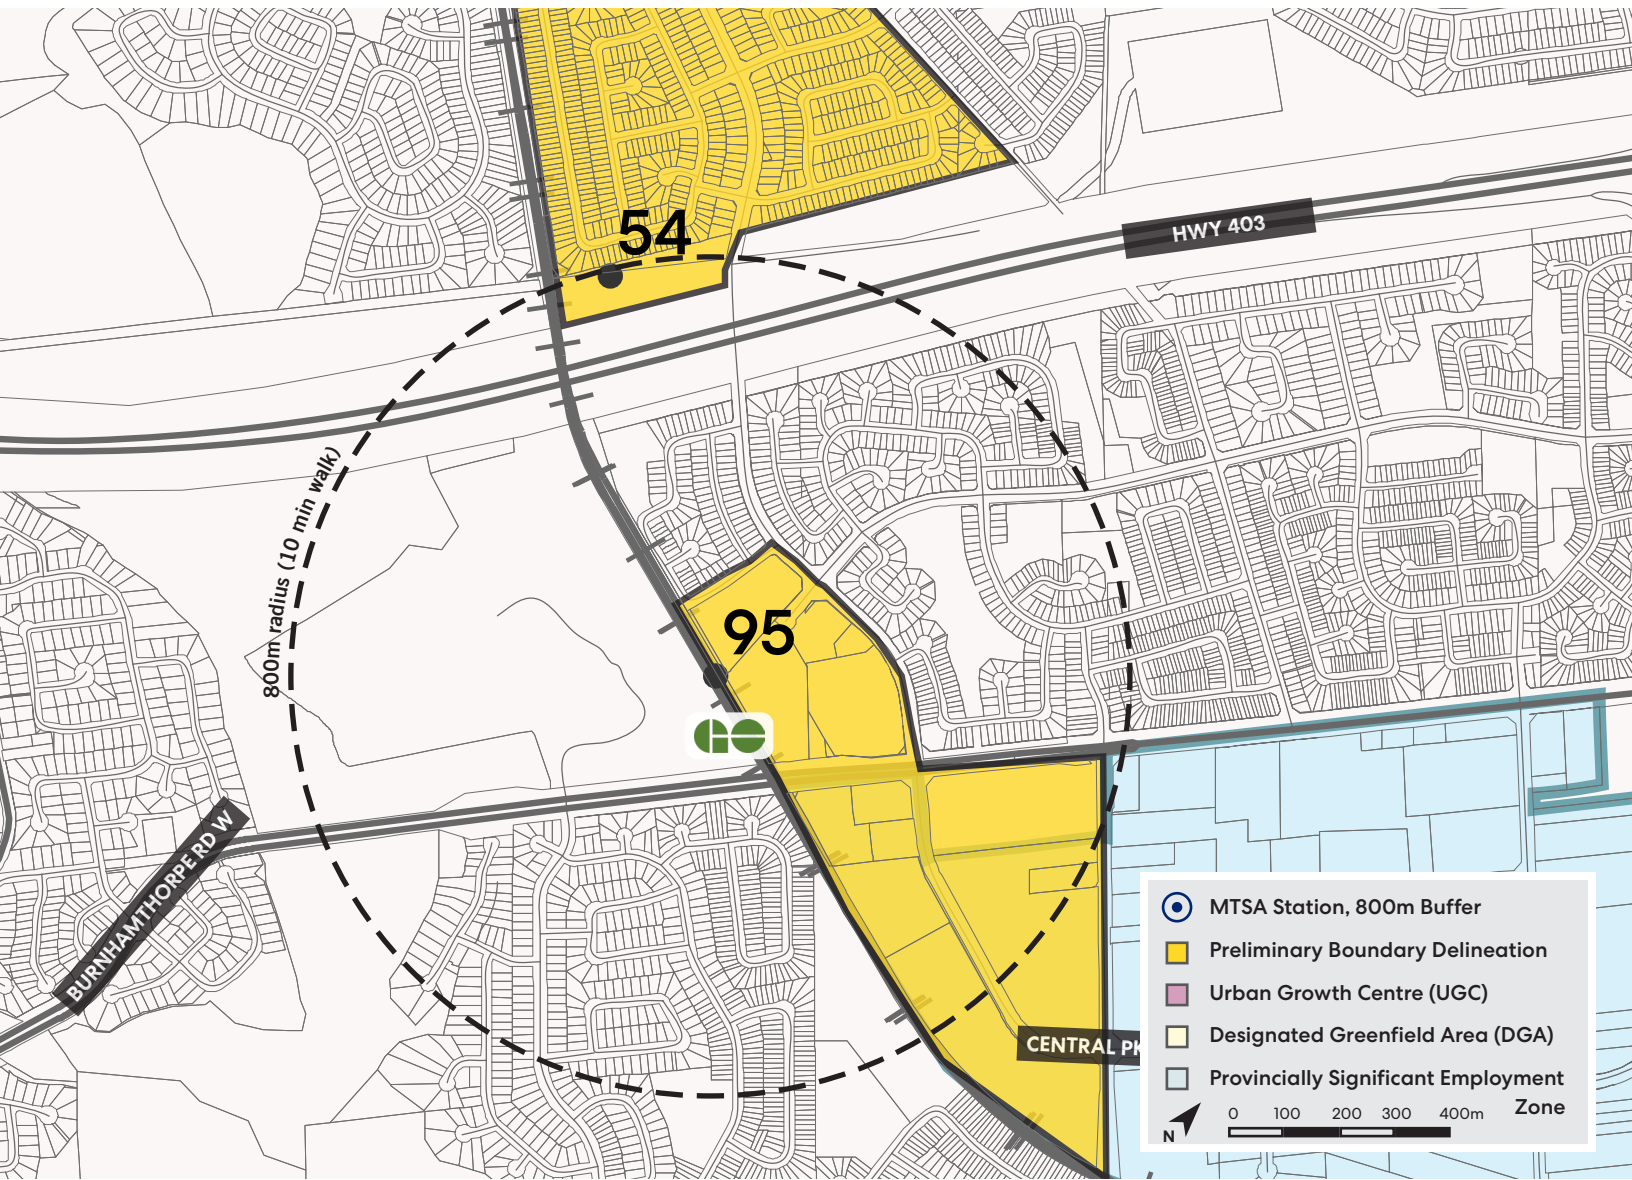 54
HWY 403
800m radius (10 min walk)
95
GO
BURNHAMTHORPE RD W
CENTRAL PK
MTSA Station, 800m Buffer
Preliminary Boundary Delineation
Urban Growth Centre (UGC)
Designated Greenfield Area (DGA)
Provincially Significant Employment
Zone
0 100 200 300 400m
N